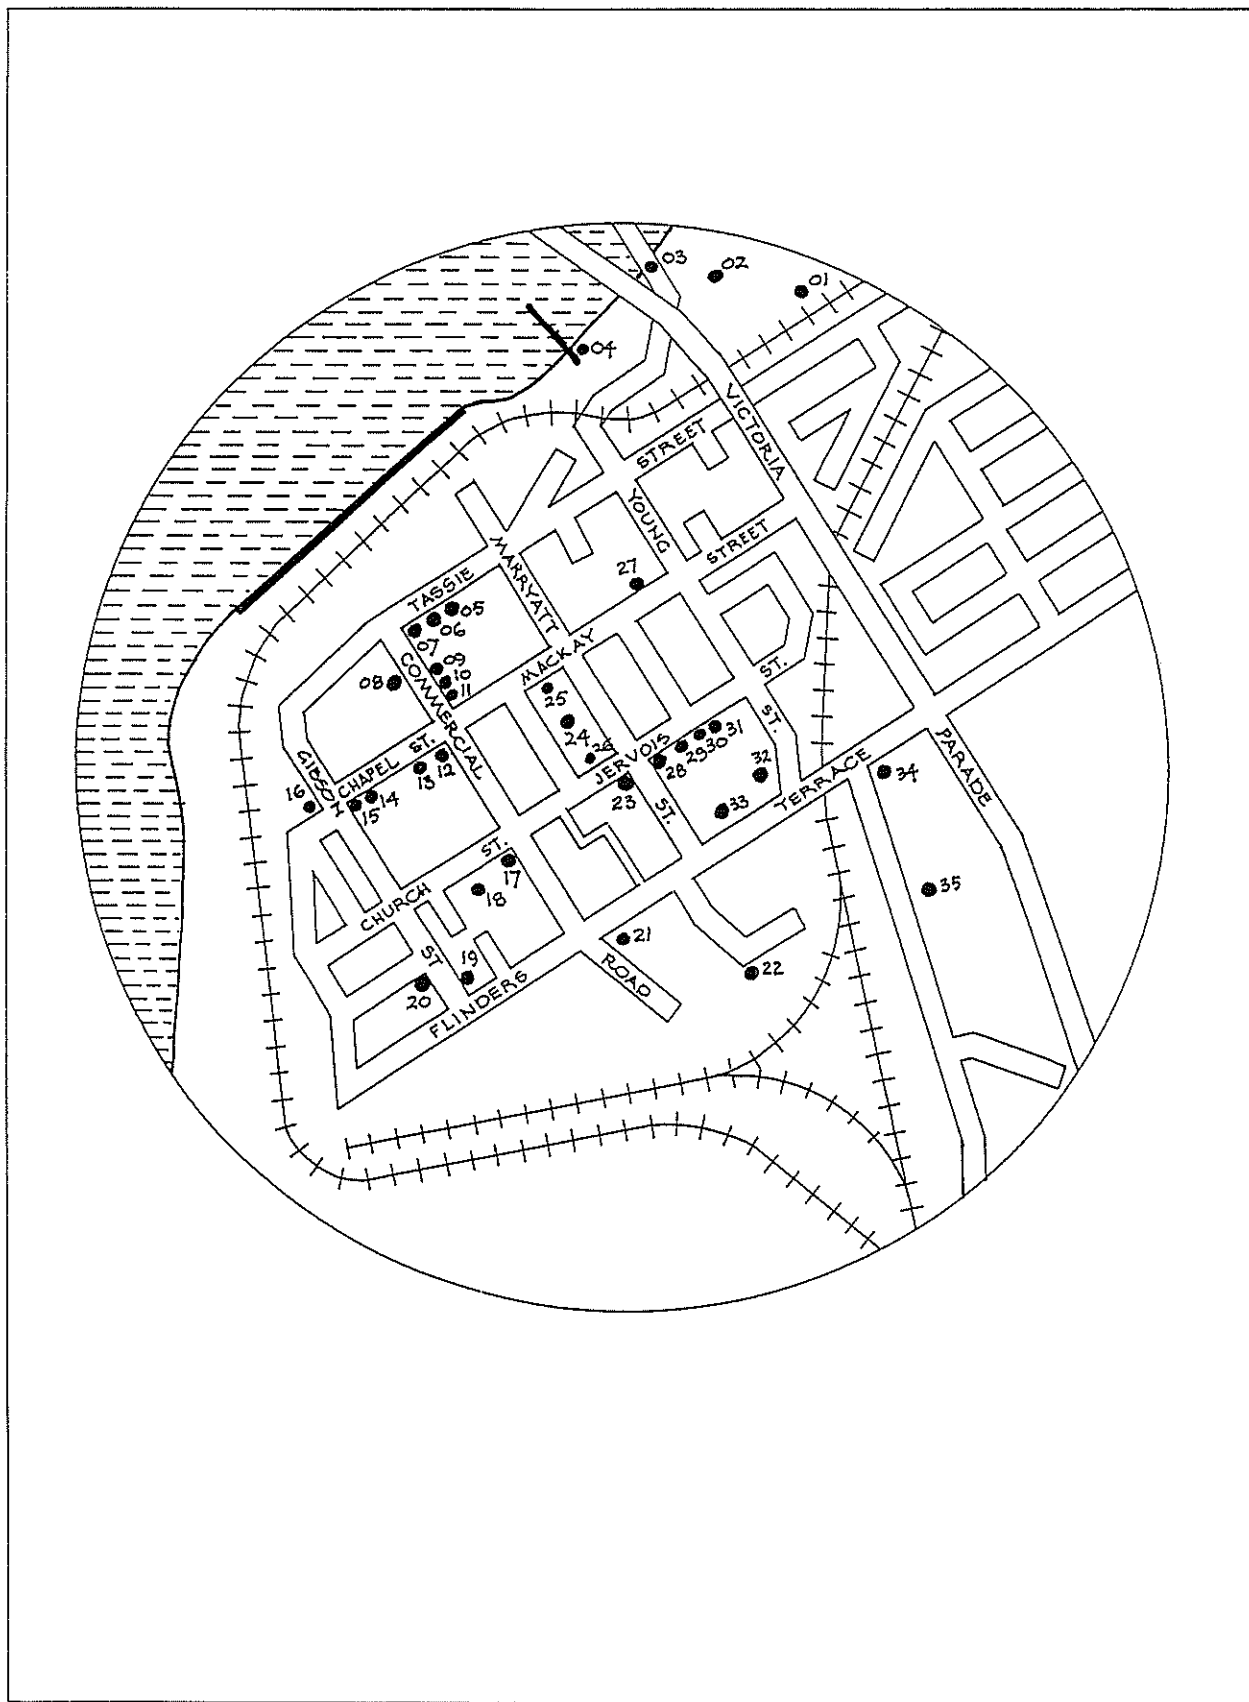 03
02
01
04
VICTORIA
STREET
YOUNG
STREET
MARRYATT
TASSIE
27
05
06
07
MACKAY
09
10
11
08
COMMERCIAL
25
24
26
ST.
JERVOIS
ST.
31
30
29
28
32
33
23
ST.
TERRACE
PARADE
34
35
GIBSON
CHAPEL
ST.
12
13
14
15
16
ST.
17
18
CHURCH
ST
19
20
FLINDERS
21
ROAD
22